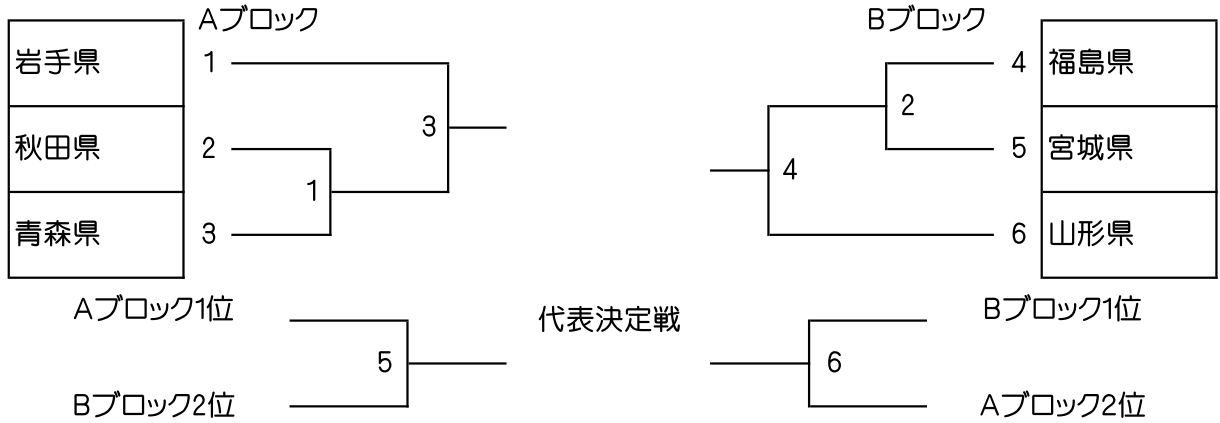 Aブロック
Bブロック
岩手県 1
秋田県 2
青森県 3
3
1
4 福島県
5 宮城県
6 山形県
2
4
Aブロック1位
Bブロック2位
5
代表決定戦
Bブロック1位
Aブロック2位
6